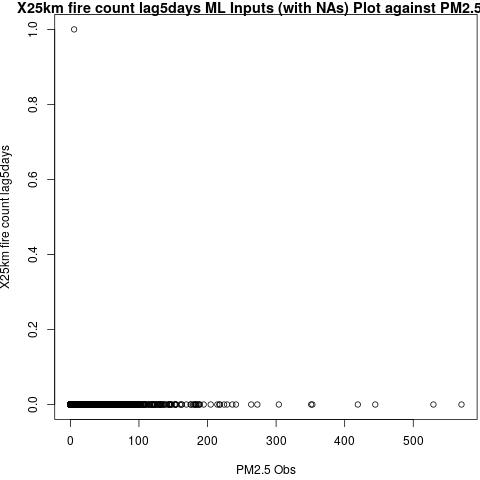 X25km fire count lag5days ML Inputs (with NAs) Plot against PM2.5
X25km fire count lag5days
1.0
0.8
0.6
0.4
0.2
0.0
0 100 200 300 400 500
PM2.5 Obs